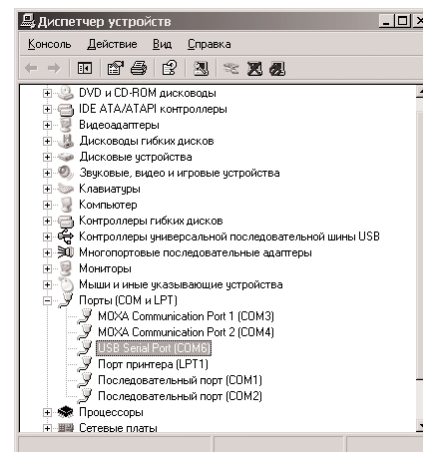 Диспетчер устройств
Консоль Действие Вид Справка
DVD и CD-ROM дисководы
IDE ATA/ATAPI контроллеры
Видеоадаптеры
Дисководы гибких дисков
Дисковые устройства
Звуковые, видео и игровые устройства
Клавиатуры
Компьютер
Контроллеры гибких дисков
Контроллеры универсальной последовательной шины USB
Многопортовые последовательные адаптеры
Мониторы
Мыши и иные указывающие устройства
Порты (COM и LPT)
MOXA Communication Port 1 (COM3)
MOXA Communication Port 2 (COM4)
USB Serial Port (COM6)
Порт принтера (LPT1)
Последовательный порт (COM1)
Последовательный порт (COM2)
Процессоры
Сетевые платы